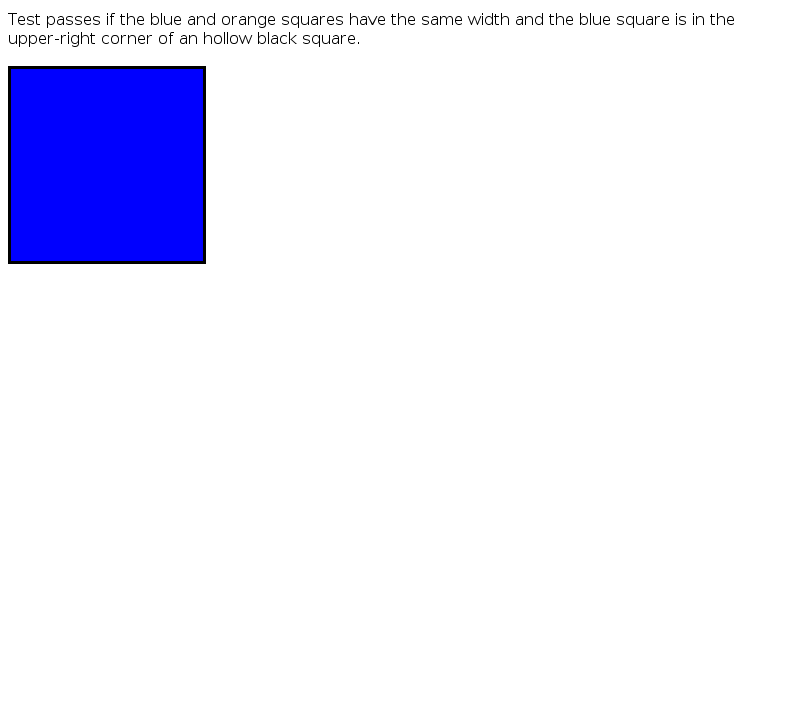 Test passes if the blue and orange squares have the same width and the blue square is in the
upper-right corner of an hollow black square.